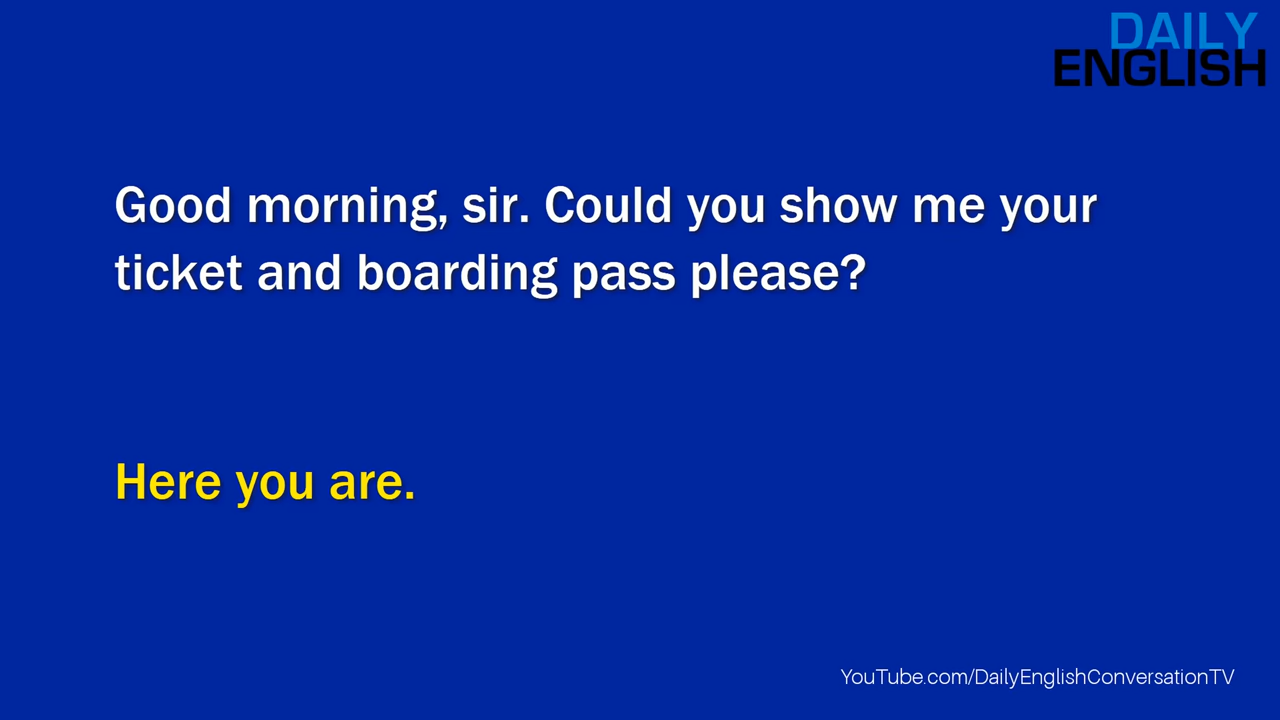 DAILY
ENGLISH
Good morning, sir. Could you show me your
ticket and boarding pass please?
Here you are.
YouTube.com/DailyEnglishConversationTV